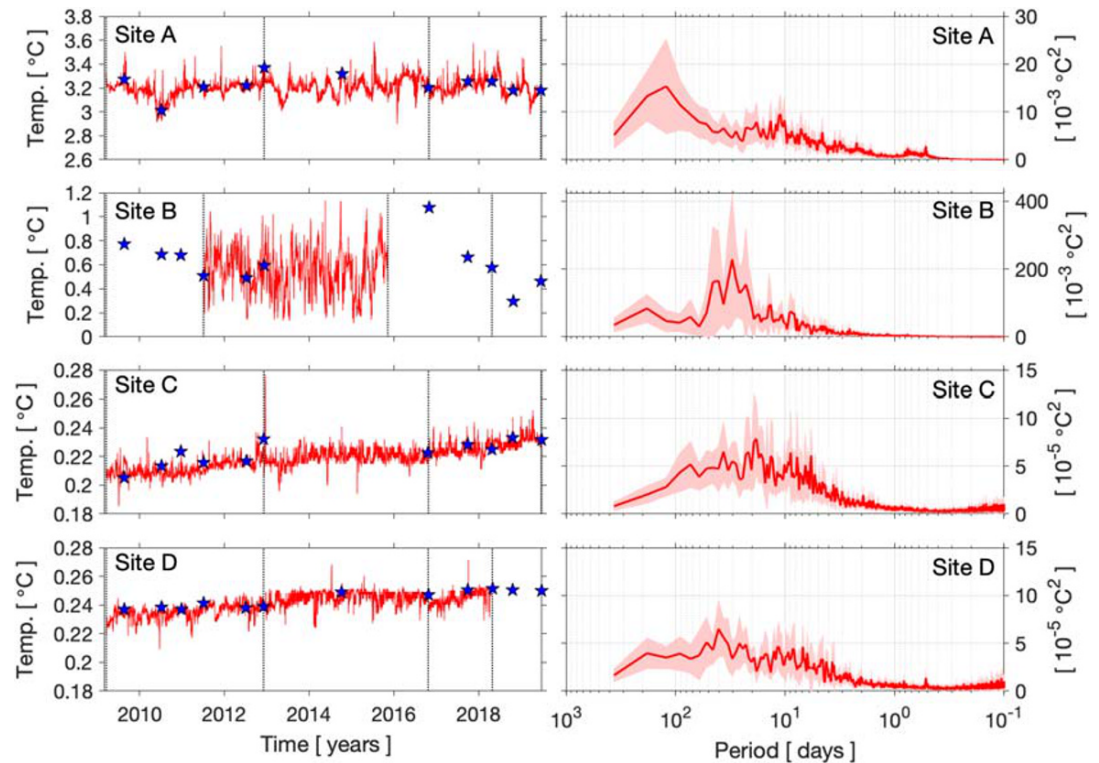 3.8
3.6
3.4
3.2
3
2.8
2.6
Temp. [ °C]
Site A
Site A
30
20
10
0
[ 10-3 °C2]
1.2
1
0.8
0.6
0.4
0.2
0
Temp. [ °C]
Site B
Site B
400
200
0
[ 10-3 °C2]
0.28
0.26
0.24
0.22
0.2
0.18
Temp. [ °C]
Site C
Site C
15
10
5
0
[ 10-5 °C2]
0.28
0.26
0.24
0.22
0.2
0.18
Temp. [ °C]
Site D
Site D
15
10
5
0
[ 10-5 °C2]
2010 2012 2014 2016 2018
Time [ years ]
103 102 101 100 10-1
Period [ days ]